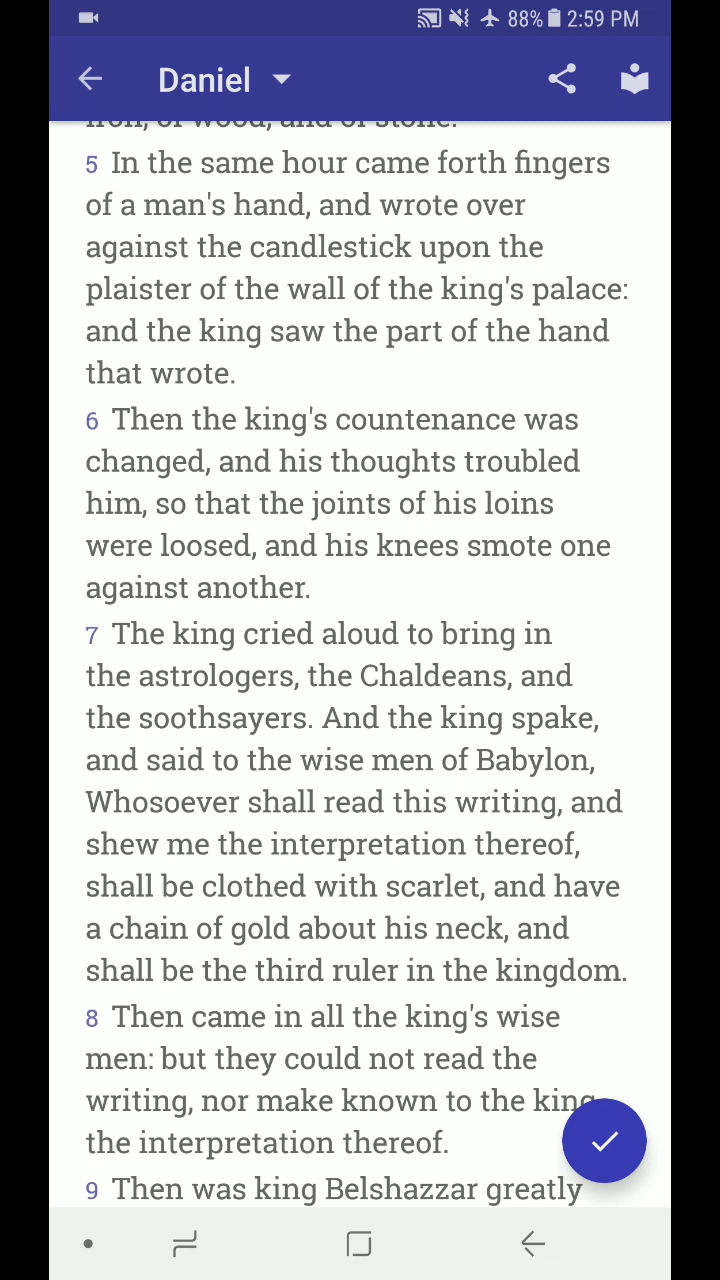 88% 2:59 PM
Daniel
iron, or wood, and of stone.
5 In the same hour came forth fingers
of a man's hand, and wrote over
against the candlestick upon the
plaister of the wall of the king's palace:
and the king saw the part of the hand
that wrote.
6 Then the king's countenance was
changed, and his thoughts troubled
him, so that the joints of his loins
were loosed, and his knees smote one
against another.
7 The king cried aloud to bring in
the astrologers, the Chaldeans, and
the soothsayers. And the king spake,
and said to the wise men of Babylon,
Whosoever shall read this writing, and
shew me the interpretation thereof,
shall be clothed with scarlet, and have
a chain of gold about his neck, and
shall be the third ruler in the kingdom.
8 Then came in all the king's wise
men: but they could not read the
writing, nor make known to the king
the interpretation thereof.
9 Then was king Belshazzar greatly